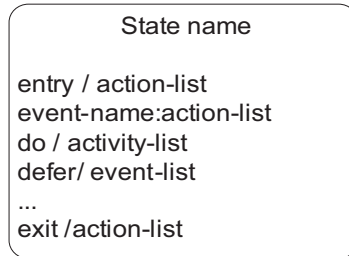 State name
entry / action-list
event-name:action-list
do / activity-list
defer/ event-list
...
exit /action-list